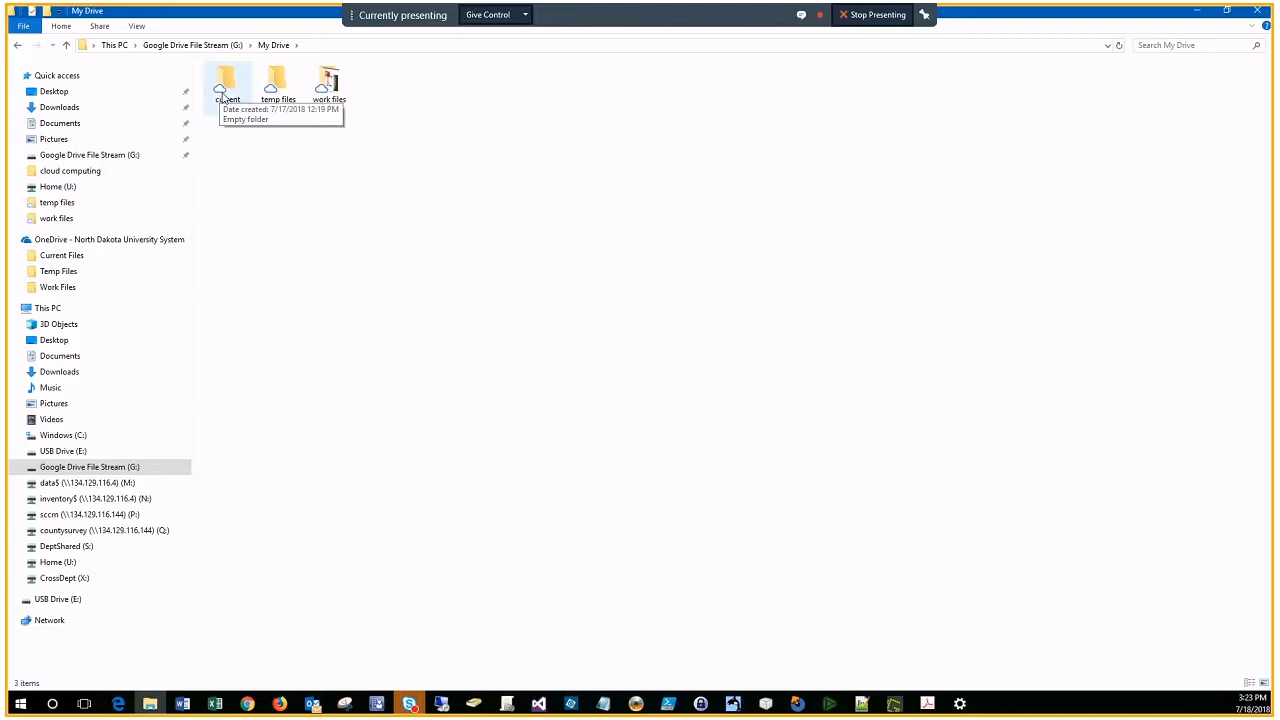 My Drive
Currently presenting
Give Control
Stop Presenting
File
Home
Share
View
This PC
Google Drive File Stream (G:)
My Drive
Search My Drive
Quick access
Desktop
Downloads
Documents
Pictures
Google Drive File Stream (G:)
cloud computing
Home (U:)
temp files
work files
OneDrive - North Dakota University System
Current Files
Temp Files
Work Files
This PC
3D Objects
Desktop
Documents
Downloads
Music
Pictures
Videos
Windows (C:)
USB Drive (E:)
Google Drive File Stream (G:)
data$ (\\134.129.116.4) (M:)
inventory$ (\\134.129.116.4) (N:)
sccm (\\134.129.116.144) (P:)
countysurvey (\\134.129.116.144) (Q:)
DeptShared (S:)
Home (U:)
CrossDept (X:)
USB Drive (E:)
Network
current
temp files
work files
Date created: 7/17/2018 12:19 PM
Empty folder
3 items
3:23 PM
7/18/2018